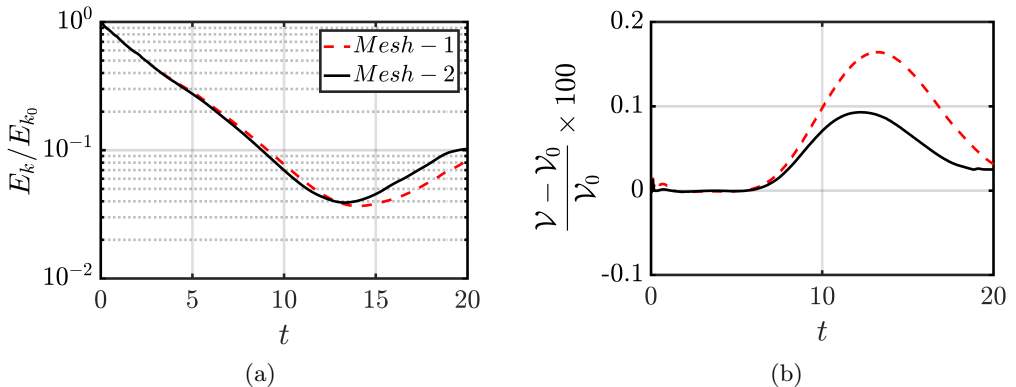 10^0
10^{-1}
10^{-2}
E_k/E_{k_0}
Mesh − 1
Mesh − 2
0 5 10 15 20
t
(a)
0.2
0.1
0
-0.1
\frac{𝒱 − 𝒱_0}{𝒱_0} × 100
0 10 20
t
(b)